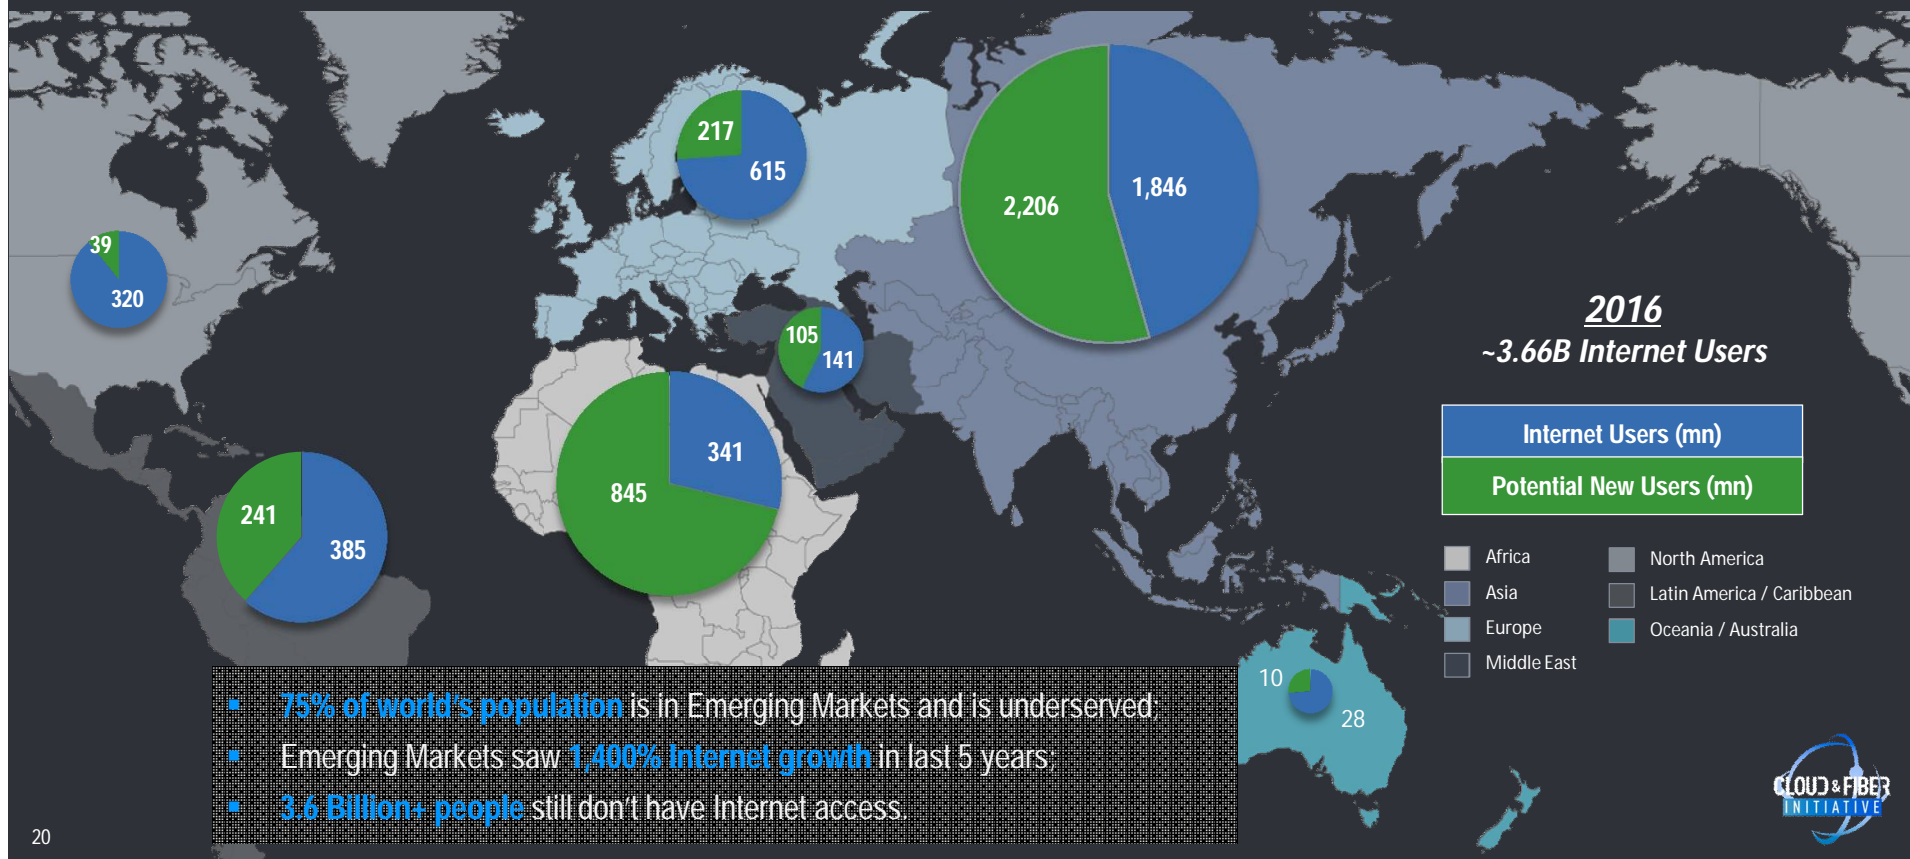 217
615
2,206
1,846
39
320
105
141
341
845
241
385
10
28
2016
~3.66B Internet Users
Internet Users (mn)
Potential New Users (mn)
Africa
Asia
Europe
Middle East
North America
Latin America / Caribbean
Oceania / Australia
▪ 75% of world's population is in Emerging Markets and is underserved;
▪ Emerging Markets saw 1,400% Internet growth in last 5 years;
▪ 3.6 Billion+ people still don't have Internet access.
CLOUD & FIBER
INITIATIVE
20